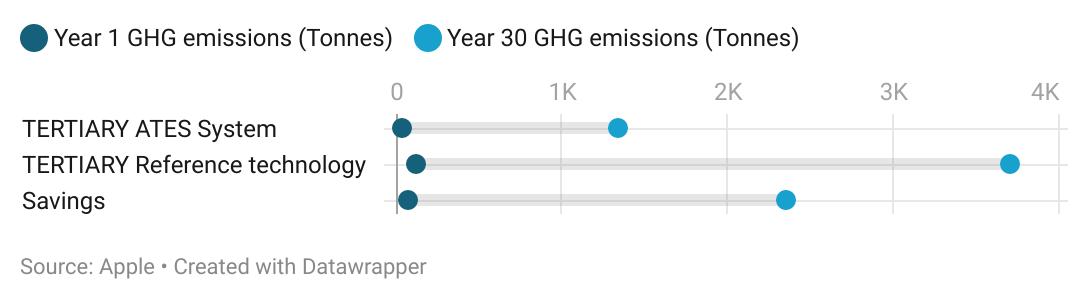 Year 1 GHG emissions (Tonnes) Year 30 GHG emissions (Tonnes)
0 1K 2K 3K 4K
TERTIARY ATES System
TERTIARY Reference technology
Savings
Source: Apple • Created with Datawrapper